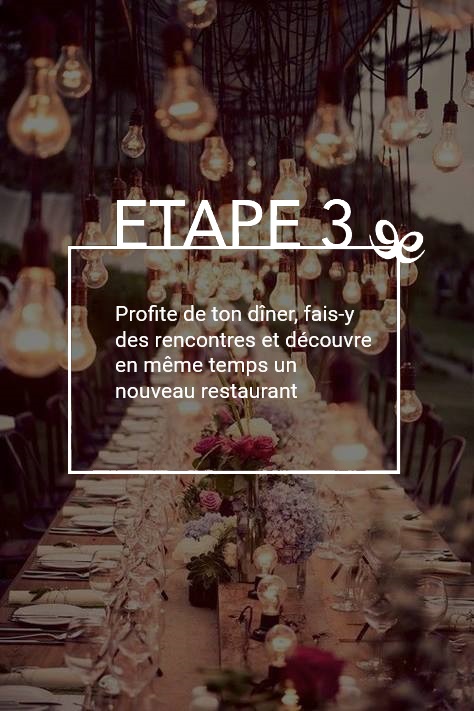 ETAPE 3
Profite de ton dîner, fais-y
des rencontres et découvre
en même temps un
nouveau restaurant